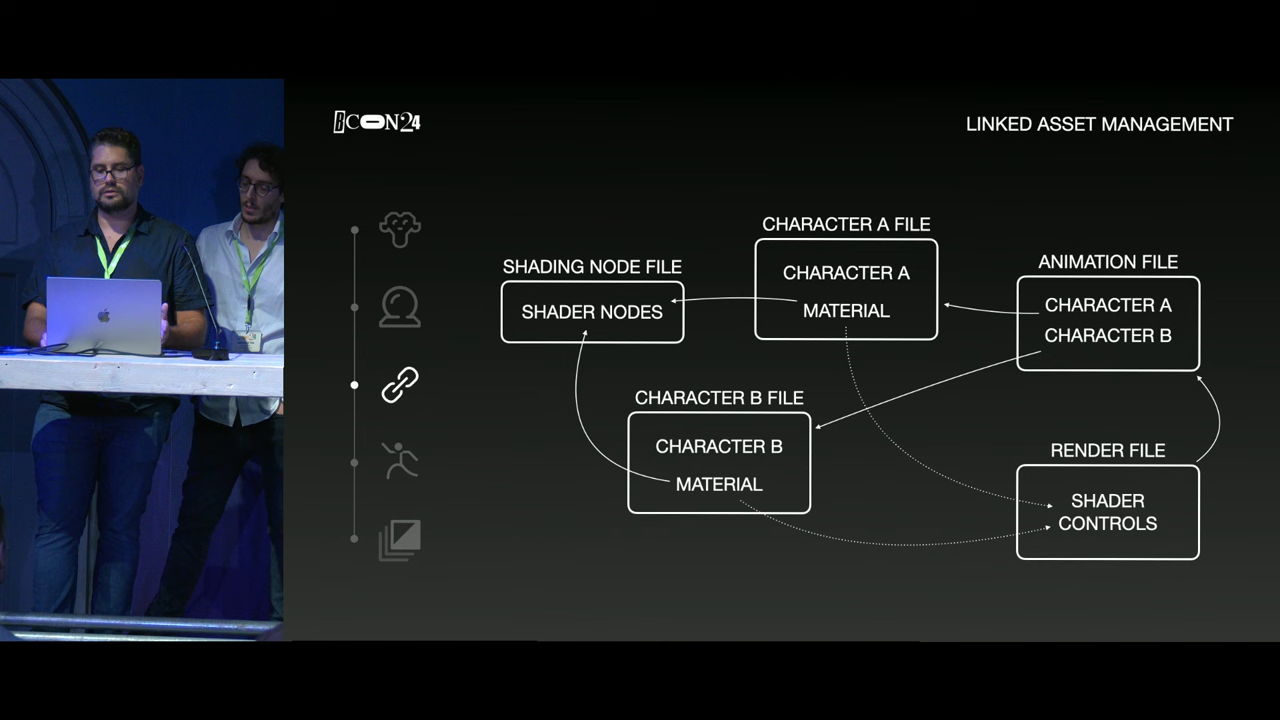 BCON24
LINKED ASSET MANAGEMENT
CHARACTER A FILE
CHARACTER A
MATERIAL
SHADING NODE FILE
SHADER NODES
ANIMATION FILE
CHARACTER A
CHARACTER B
CHARACTER B FILE
CHARACTER B
MATERIAL
RENDER FILE
SHADER
CONTROLS